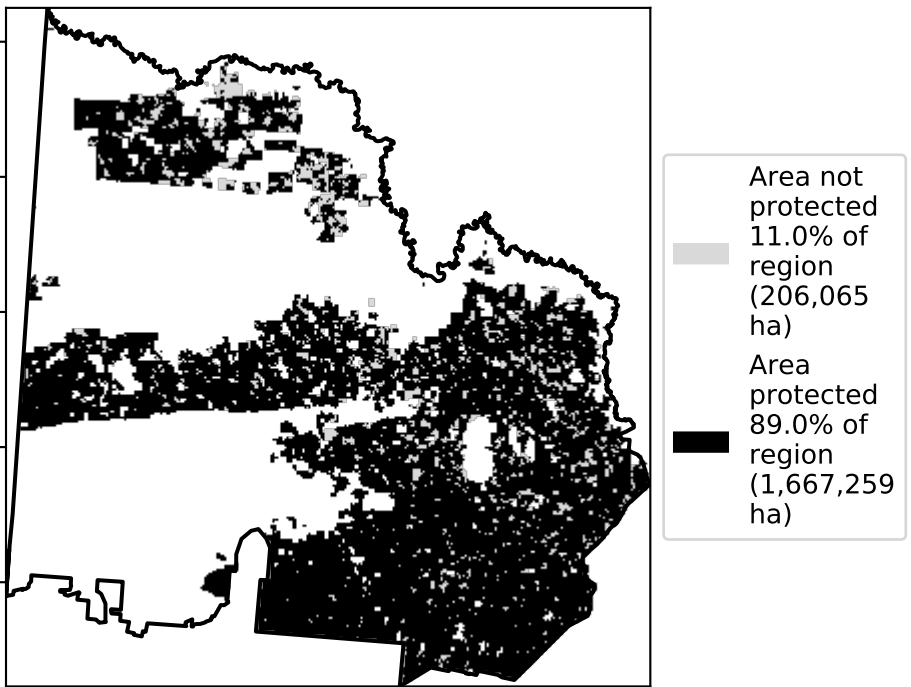 Area not
protected
11.0% of
region
(206,065
ha)
Area
protected
89.0% of
region
(1,667,259
ha)